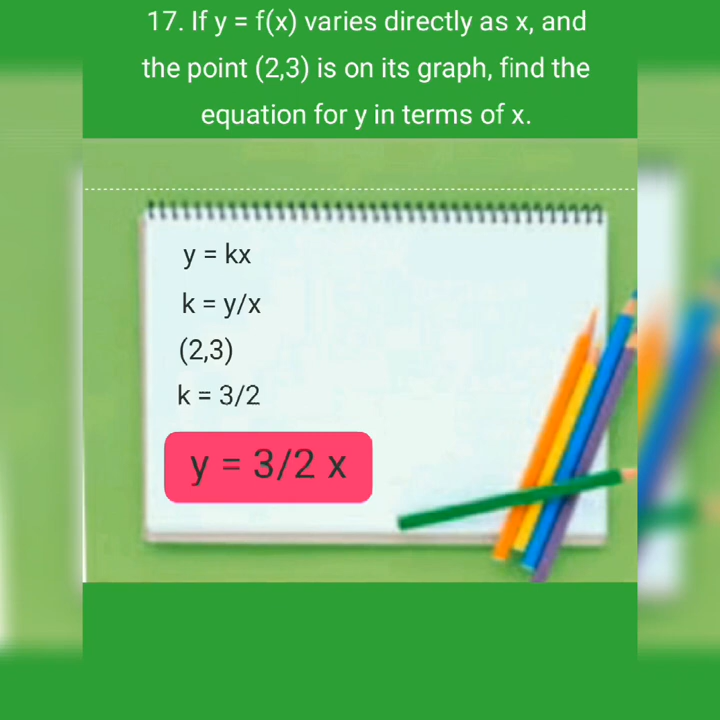 17. If y = f(x) varies directly as x, and
the point (2,3) is on its graph, find the
equation for y in terms of x.
y = kx
k = y/x
(2,3)
k = 3/2
y = 3/2 x